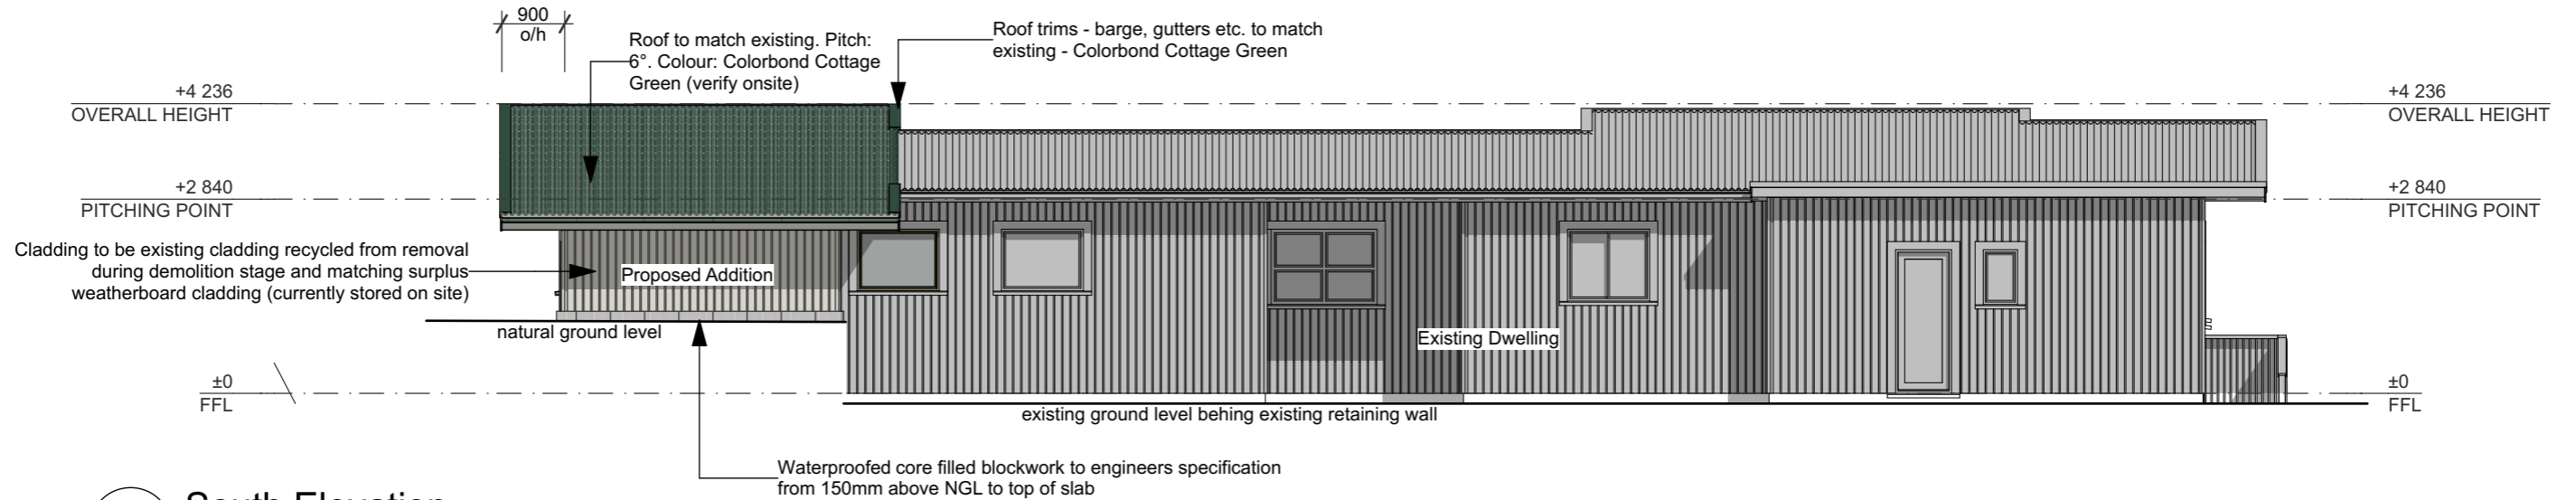 900
o/h
Roof to match existing. Pitch:
6°. Colour: Colorbond Cottage
Green (verify onsite)
Roof trims - barge, gutters etc. to match
existing - Colorbond Cottage Green
+4 236
OVERALL HEIGHT
+4 236
OVERALL HEIGHT
+2 840
PITCHING POINT
+2 840
PITCHING POINT
Cladding to be existing cladding recycled from removal
during demolition stage and matching surplus
weatherboard cladding (currently stored on site)
Proposed Addition
natural ground level
Existing Dwelling
±0
FFL
±0
FFL
existing ground level behing existing retaining wall
Waterproofed core filled blockwork to engineers specification
from 150mm above NGL to top of slab
South Elevation